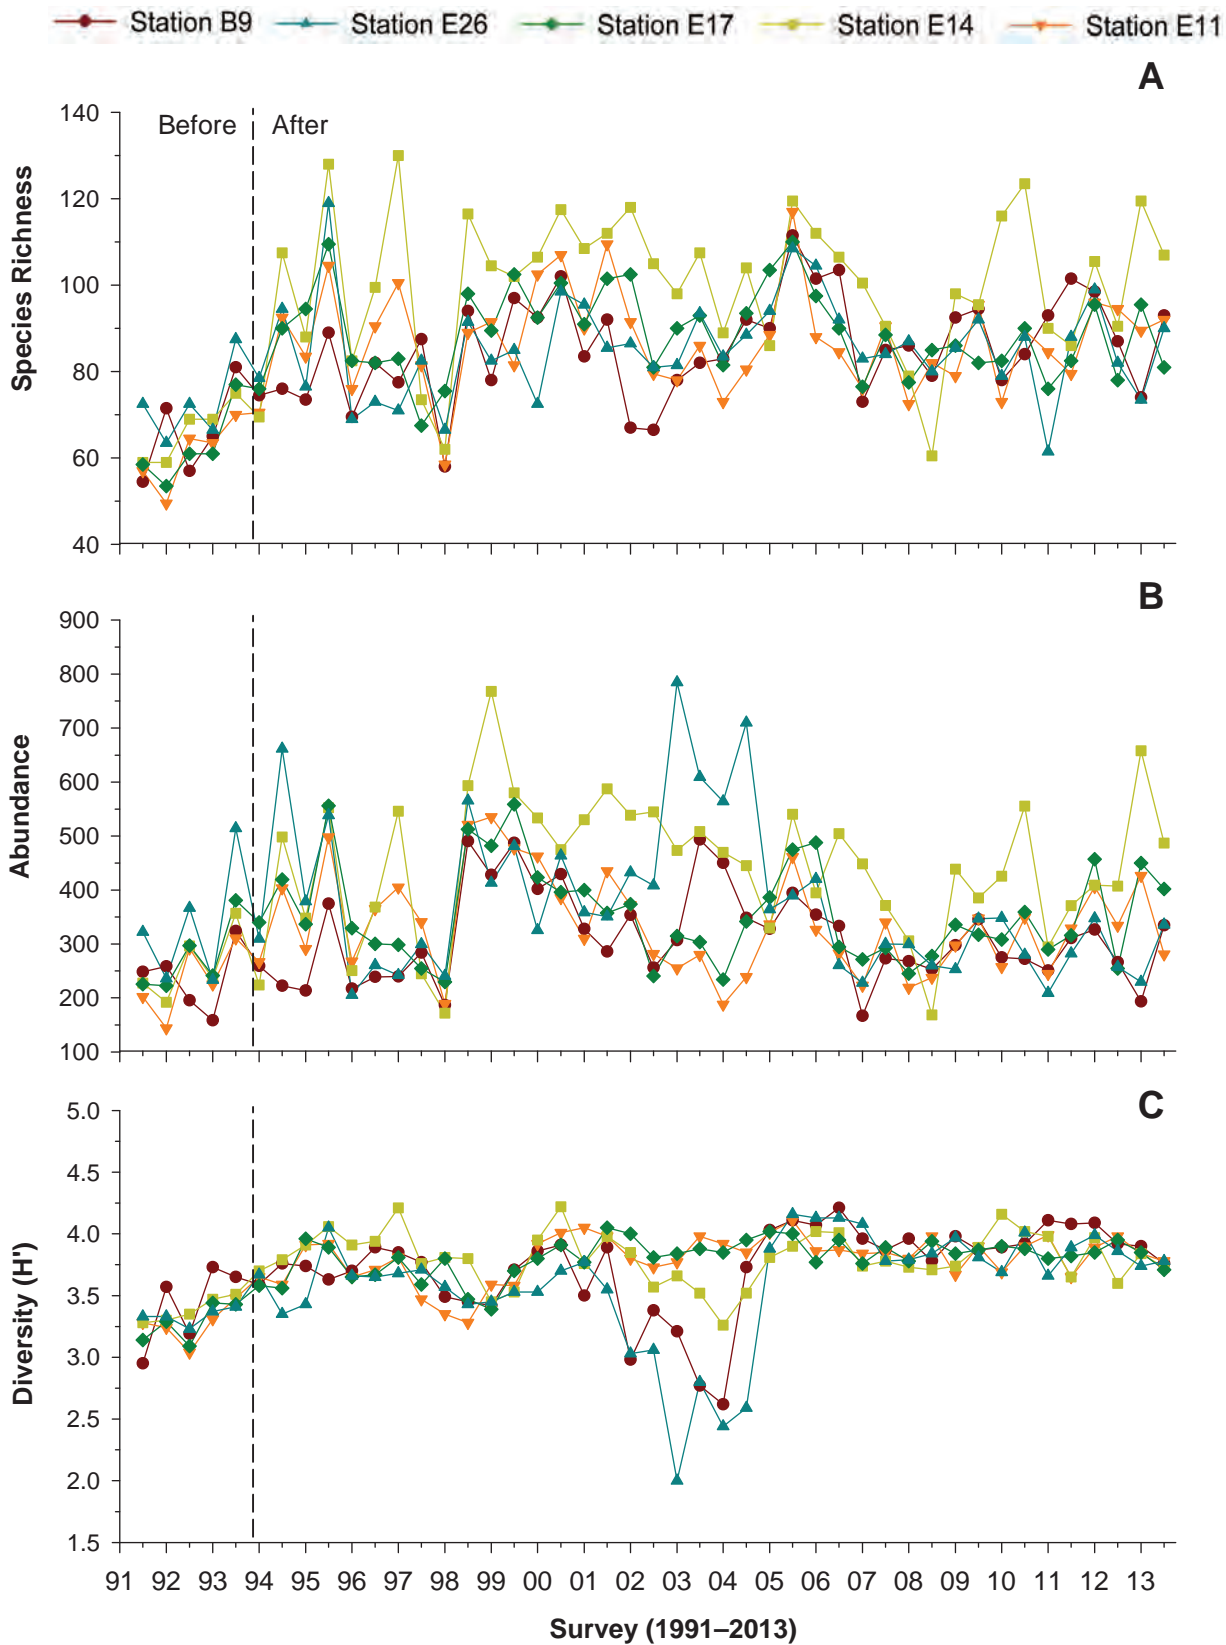 Station B9 Station E26 Station E17 Station E14 Station E11
A
Before After
Species Richness
140
120
100
80
60
40
B
Abundance
900
800
700
600
500
400
300
200
100
C
Diversity (H')
5.0
4.5
4.0
3.5
3.0
2.5
2.0
1.5
91 92 93 94 95 96 97 98 99 00 01 02 03 04 05 06 07 08 09 10 11 12 13
Survey (1991–2013)